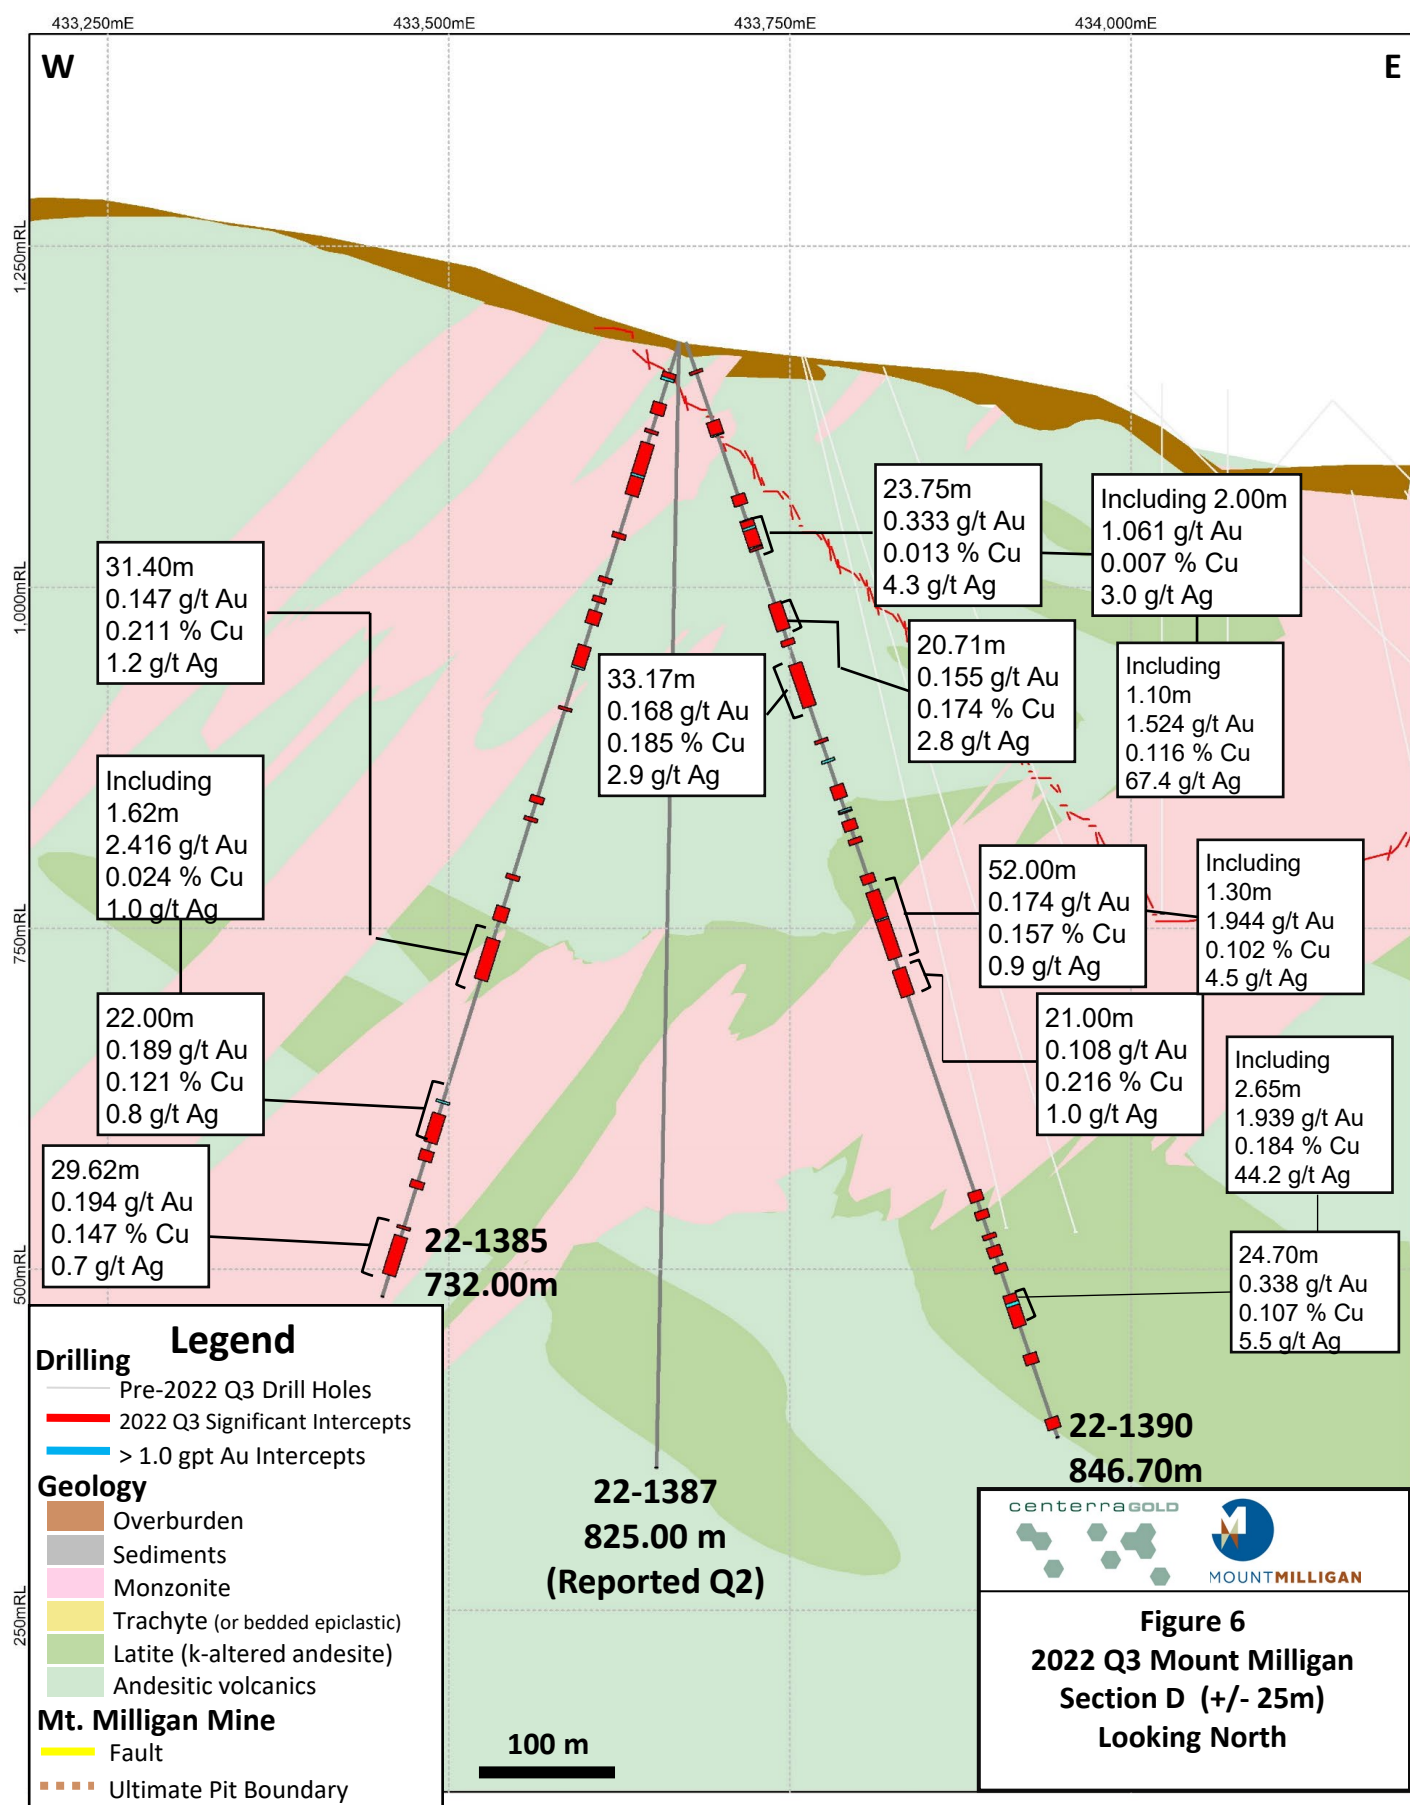 433,250mE
433,500mE
433,750mE
434,000mE
W
E
1,250mRL
1,000mRL
750mRL
500mRL
250mRL
23.75m
0.333 g/t Au
0.013 % Cu
4.3 g/t Ag
Including 2.00m
1.061 g/t Au
0.007 % Cu
3.0 g/t Ag
31.40m
0.147 g/t Au
0.211 % Cu
1.2 g/t Ag
20.71m
0.155 g/t Au
0.174 % Cu
2.8 g/t Ag
Including
1.10m
1.524 g/t Au
0.116 % Cu
67.4 g/t Ag
33.17m
0.168 g/t Au
0.185 % Cu
2.9 g/t Ag
Including
1.62m
2.416 g/t Au
0.024 % Cu
1.0 g/t Ag
52.00m
0.174 g/t Au
0.157 % Cu
0.9 g/t Ag
Including
1.30m
1.944 g/t Au
0.102 % Cu
4.5 g/t Ag
22.00m
0.189 g/t Au
0.121 % Cu
0.8 g/t Ag
21.00m
0.108 g/t Au
0.216 % Cu
1.0 g/t Ag
Including
2.65m
1.939 g/t Au
0.184 % Cu
44.2 g/t Ag
29.62m
0.194 g/t Au
0.147 % Cu
0.7 g/t Ag
24.70m
0.338 g/t Au
0.107 % Cu
5.5 g/t Ag
22-1385
732.00m
22-1387
825.00 m
(Reported Q2)
22-1390
846.70m
Legend
Drilling
Pre-2022 Q3 Drill Holes
2022 Q3 Significant Intercepts
> 1.0 gpt Au Intercepts
Geology
Overburden
Sediments
Monzonite
Trachyte (or bedded epiclastic)
Latite (k-altered andesite)
Andesitic volcanics
Mt. Milligan Mine
Fault
Ultimate Pit Boundary
100 m
centerraGOLD
MOUNTMILLIGAN
Figure 6
2022 Q3 Mount Milligan
Section D (+/- 25m)
Looking North